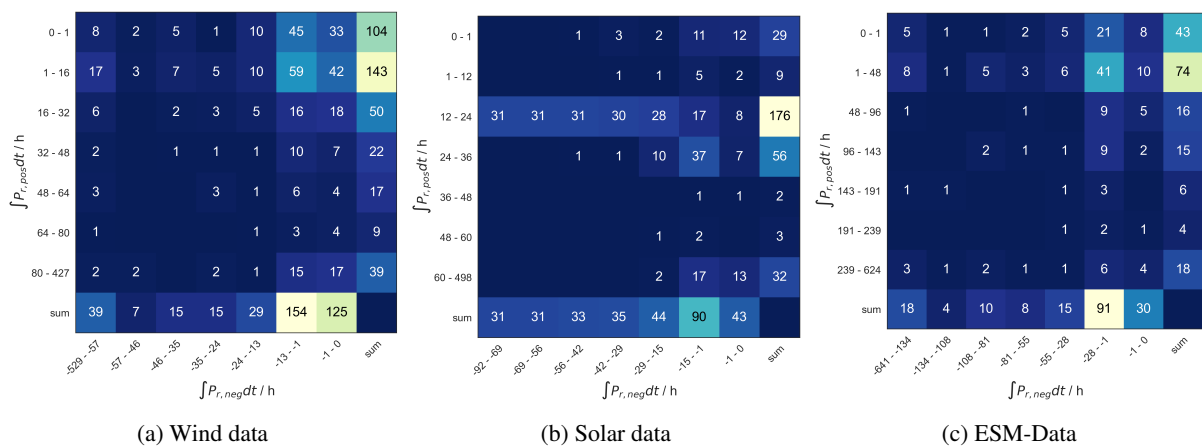 0 - 1 8 2 5 1 10 45 33 104
1 - 16 17 3 7 5 10 59 42 143
16 - 32 6 2 3 5 16 18 50
32 - 48 2 1 1 1 10 7 22
48 - 64 3 3 1 6 4 17
64 - 80 1 1 3 4 9
80 - 427 2 2 2 1 15 17 39
sum 39 7 15 15 29 154 125
-529 - -57 -57 - -46 -46 - -35 -35 - -24 -24 - -13 -13 - -1 -1 - 0 sum
∫P_{r,pos}dt / h
∫P_{r,neg}dt / h
(a) Wind data
0 - 1 1 3 2 11 12 29
1 - 12 1 1 5 2 9
12 - 24 31 31 31 30 28 17 8 176
24 - 36 1 1 10 37 7 56
36 - 48 1 1 2
48 - 60 1 2 3
60 - 498 2 17 13 32
sum 31 31 33 35 44 90 43
-92 - -69 -69 - -56 -56 - -42 -42 - -29 -29 - -15 -15 - -1 -1 - 0 sum
∫P_{r,pos}dt / h
∫P_{r,neg}dt / h
(b) Solar data
0 - 1 5 1 1 2 5 21 8 43
1 - 48 8 1 5 3 6 41 10 74
48 - 96 1 1 9 5 16
96 - 143 2 1 1 9 2 15
143 - 191 1 1 1 3 6
191 - 239 1 2 1 4
239 - 624 3 1 2 1 1 6 4 18
sum 18 4 10 8 15 91 30
-641 - -134 -134 - -108 -108 - -81 -81 - -55 -55 - -28 -28 - -1 -1 - 0 sum
∫P_{r,pos}dt / h
∫P_{r,neg}dt / h
(c) ESM-Data